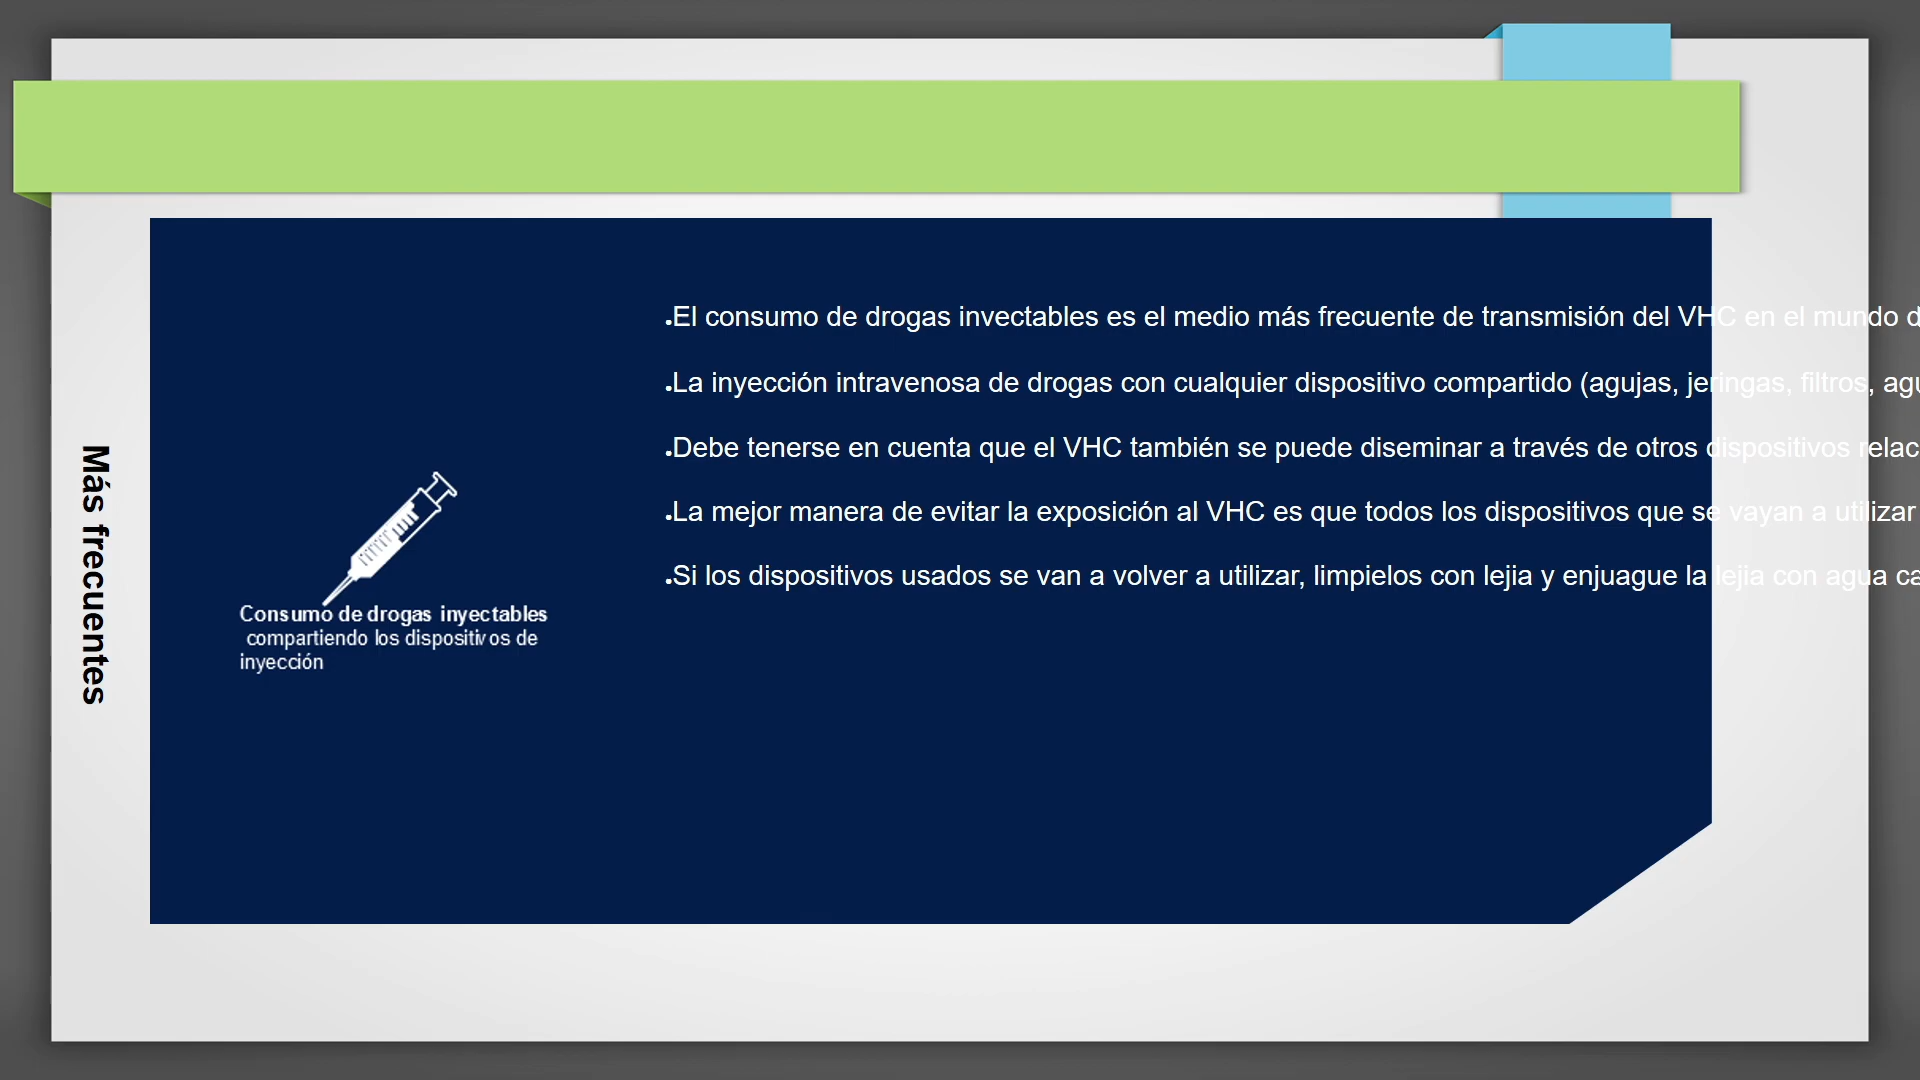 Más frecuentes
Consumo de drogas inyectables
compartiendo los dispositivos de
inyección
.El consumo de drogas invectables es el medio más frecuente de transmisión del VHC en el mundo
.La inyección intravenosa de drogas con cualquier dispositivo compartido (agujas, jeringas, filtros,
.Debe tenerse en cuenta que el VHC también se puede diseminar a través de otros dispositivos
.La mejor manera de evitar la exposición al VHC es que todos los dispositivos que se vayan a utilizar
.Si los dispositivos usados se van a volver a utilizar, limpielos con lejia y enjuague la lejia con agua